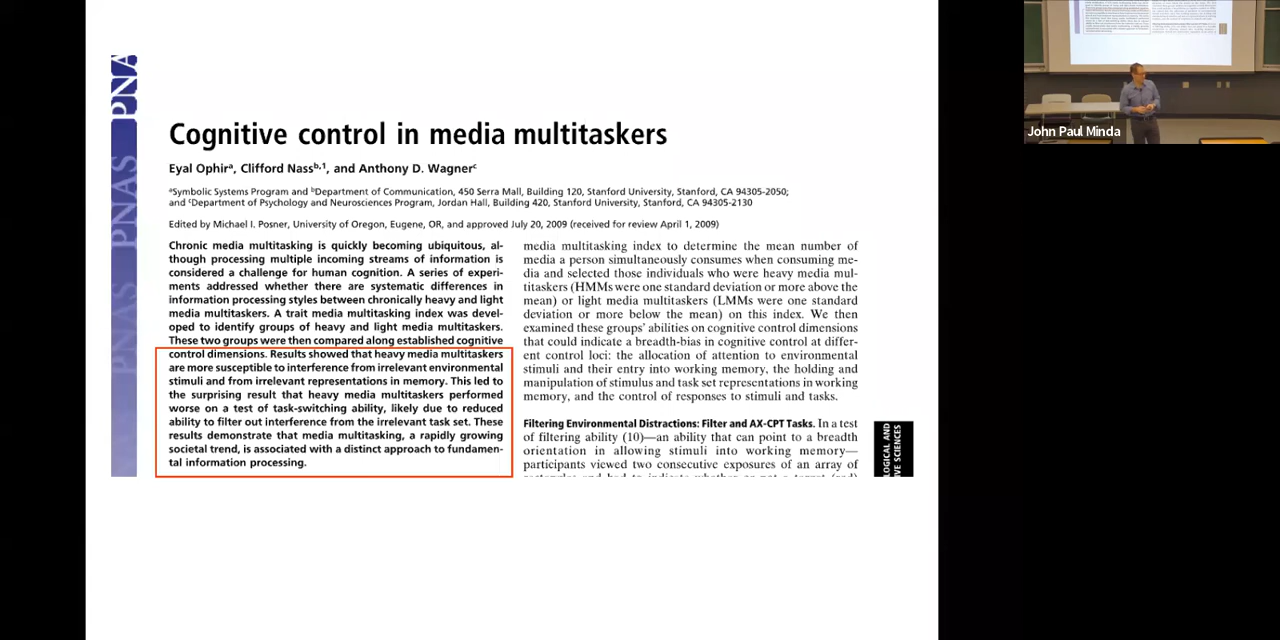 PNAS
PNAS
Cognitive control in media multitaskers
Eyal Ophirᵃ, Clifford Nassᵇ,¹, and Anthony D. Wagnerᶜ
ᵃSymbolic Systems Program and ᵇDepartment of Communication, 450 Serra Mall, Building 120, Stanford University, Stanford, CA 94305-2050;
and ᶜDepartment of Psychology and Neurosciences Program, Jordan Hall, Building 420, Stanford University, Stanford, CA 94305-2130
Edited by Michael I. Posner, University of Oregon, Eugene, OR, and approved July 20, 2009 (received for review April 1, 2009)
Chronic media multitasking is quickly becoming ubiquitous, al-
though processing multiple incoming streams of information is
considered a challenge for human cognition. A series of experi-
ments addressed whether there are systematic differences in
information processing styles between chronically heavy and light
media multitaskers. A trait media multitasking index was devel-
oped to identify groups of heavy and light media multitaskers.
These two groups were then compared along established cognitive
control dimensions. Results showed that heavy media multitaskers
are more susceptible to interference from irrelevant environmental
stimuli and from irrelevant representations in memory. This led to
the surprising result that heavy media multitaskers performed
worse on a test of task-switching ability, likely due to reduced
ability to filter out interference from the irrelevant task set. These
results demonstrate that media multitasking, a rapidly growing
societal trend, is associated with a distinct approach to fundamen-
tal information processing.
media multitasking index to determine the mean number of
media a person simultaneously consumes when consuming me-
dia and selected those individuals who were heavy media mul-
titaskers (HMMs were one standard deviation or more above the
mean) or light media multitaskers (LMMs were one standard
deviation or more below the mean) on this index. We then
examined these groups' abilities on cognitive control dimensions
that could indicate a breadth-bias in cognitive control at differ-
ent control loci: the allocation of attention to environmental
stimuli and their entry into working memory, the holding and
manipulation of stimulus and task set representations in working
memory, and the control of responses to stimuli and tasks.
Filtering Environmental Distractions: Filter and AX-CPT Tasks. In a test
of filtering ability (10)—an ability that can point to a breadth
orientation in allowing stimuli into working memory—
participants viewed two consecutive exposures of an array of
LOGICAL AND
VE SCIENCES
John Paul Minda